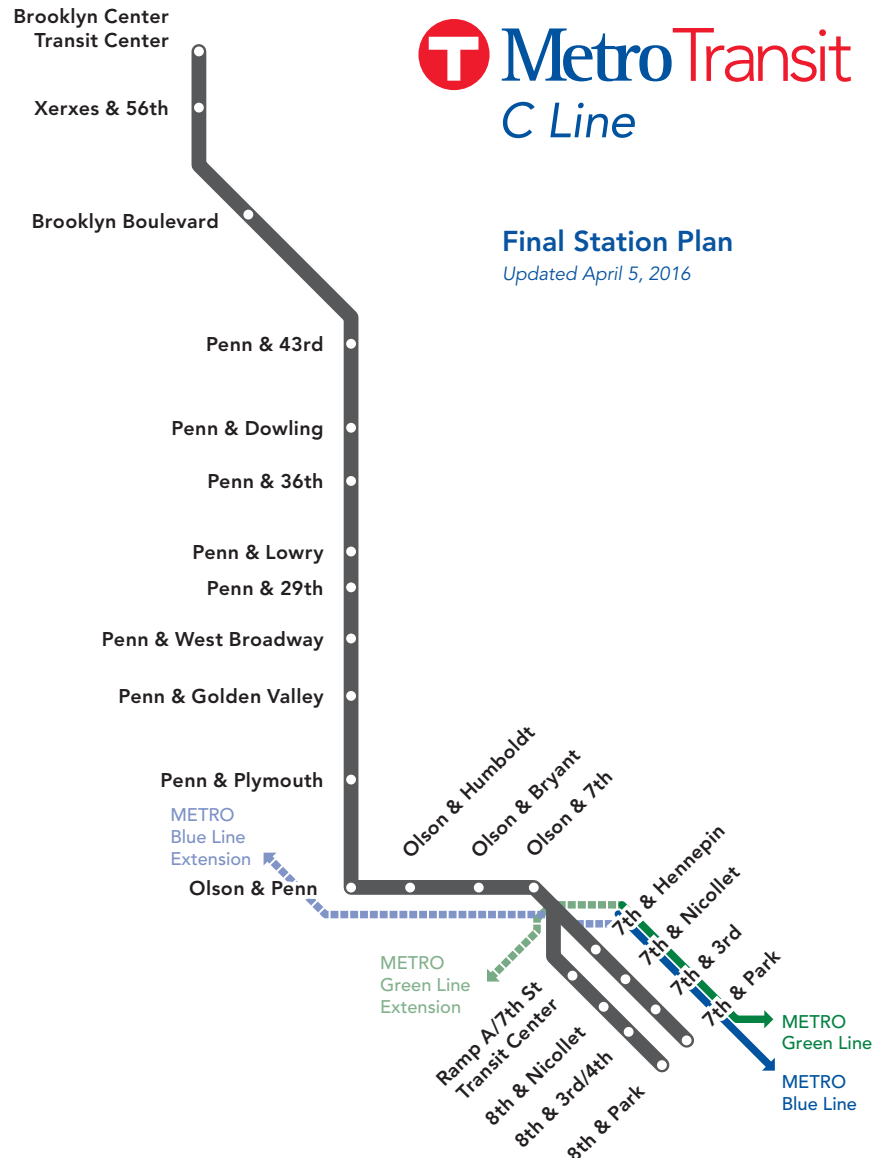 Brooklyn Center
Transit Center
T MetroTransit
C Line
Xerxes & 56th
Brooklyn Boulevard
Final Station Plan
Updated April 5, 2016
Penn & 43rd
Penn & Dowling
Penn & 36th
Penn & Lowry
Penn & 29th
Penn & West Broadway
Penn & Golden Valley
Penn & Plymouth
METRO
Blue Line
Extension
Olson & Penn
Olson & Humboldt
Olson & Bryant
Olson & 7th
7th & Hennepin
7th & Nicollet
7th & 3rd
7th & Park
METRO
Green Line
Extension
Ramp A/7th St
Transit Center
8th & Nicollet
8th & 3rd/4th
8th & Park
METRO
Green Line
METRO
Blue Line